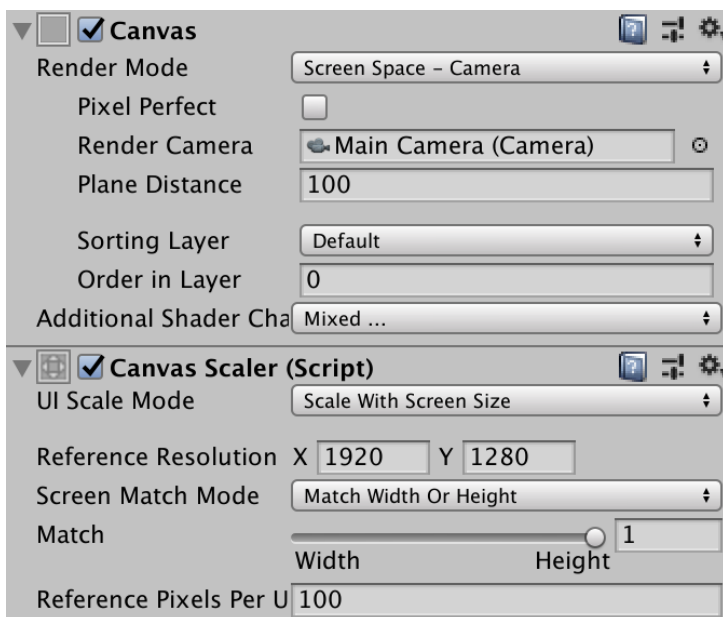 Canvas
Render Mode Screen Space - Camera
Pixel Perfect
Render Camera Main Camera (Camera)
Plane Distance 100
Sorting Layer Default
Order in Layer 0
Additional Shader Cha Mixed ...
Canvas Scaler (Script)
UI Scale Mode Scale With Screen Size
Reference Resolution X 1920 Y 1280
Screen Match Mode Match Width Or Height
Match 1
Width Height
Reference Pixels Per U 100